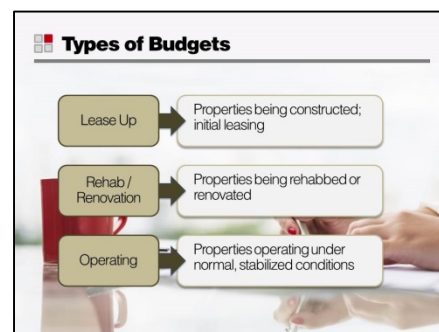 Types of Budgets
Lease Up
Properties being constructed;
initial leasing
Rehab /
Renovation
Properties being rehabbed or
renovated
Operating
Properties operating under
normal, stabilized conditions